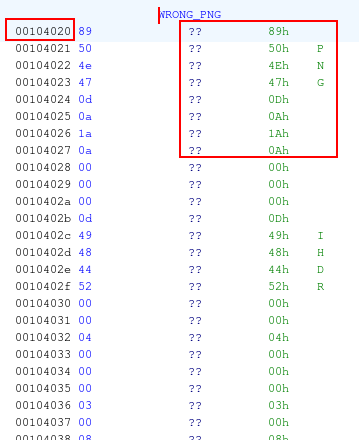 WRONG_PNG
00104020 89 ?? 89h
00104021 50 ?? 50h P
00104022 4e ?? 4Eh N
00104023 47 ?? 47h G
00104024 0d ?? 0Dh
00104025 0a ?? 0Ah
00104026 1a ?? 1Ah
00104027 0a ?? 0Ah
00104028 00 ?? 00h
00104029 00 ?? 00h
0010402a 00 ?? 00h
0010402b 0d ?? 0Dh
0010402c 49 ?? 49h I
0010402d 48 ?? 48h H
0010402e 44 ?? 44h D
0010402f 52 ?? 52h R
00104030 00 ?? 00h
00104031 00 ?? 00h
00104032 04 ?? 04h
00104033 00 ?? 00h
00104034 00 ?? 00h
00104035 00 ?? 00h
00104036 03 ?? 03h
00104037 00 ?? 00h
00104038 08 ?? 08h